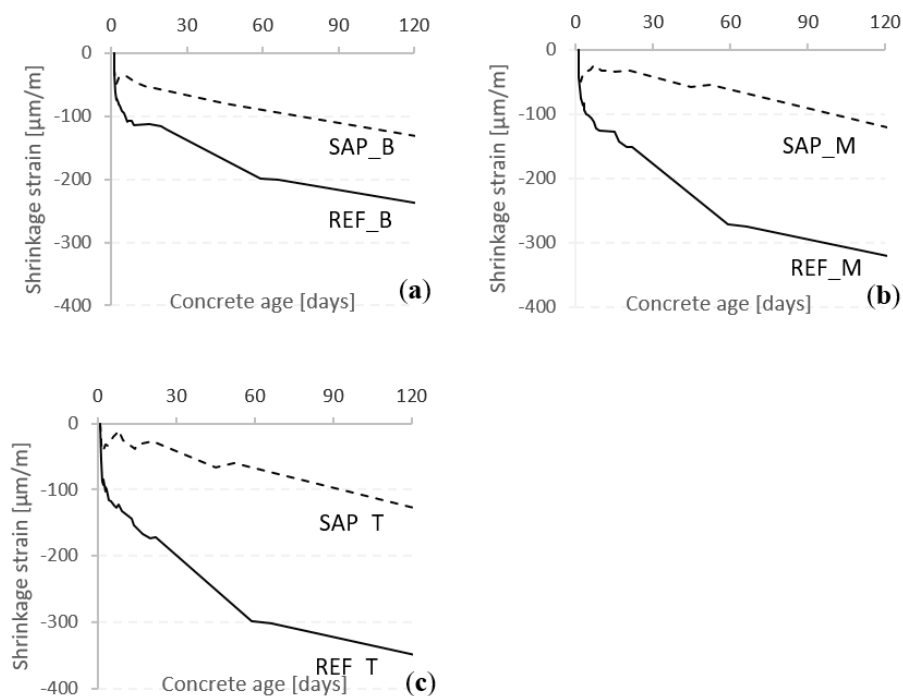 0 30 60 90 120
0
-100
-200
-300
-400
Shrinkage strain [µm/m]
SAP_B
REF_B
Concrete age [days]
(a)
0 30 60 90 120
0
-100
-200
-300
-400
Shrinkage strain [µm/m]
SAP_M
REF_M
Concrete age [days]
(b)
0 30 60 90 120
0
-100
-200
-300
-400
Shrinkage strain [µm/m]
SAP T
REF T
Concrete age [days]
(c)